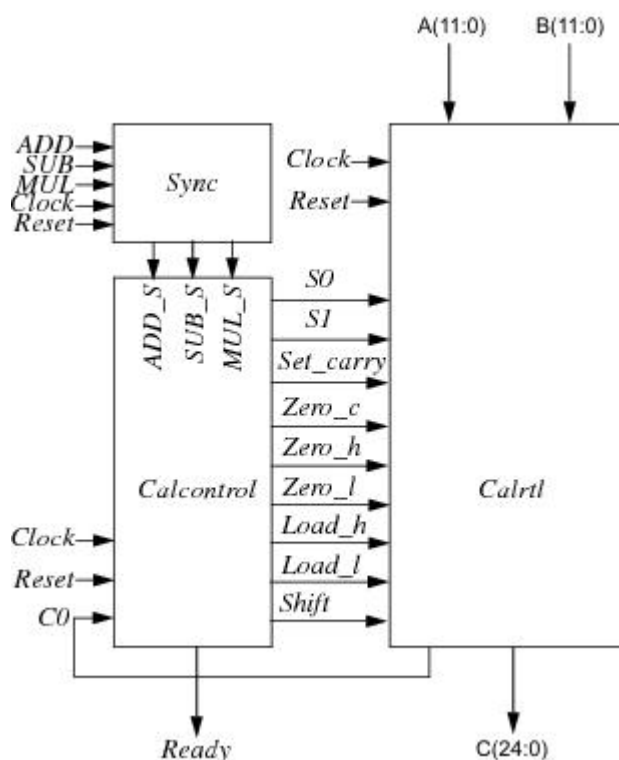 A(11:0) B(11:0)
ADD
SUB
MUL
Clock
Reset
Sync
Clock
Reset
ADD_S
SUB_S
MUL_S
S0
S1
Set_carry
Zero_c
Zero_h
Zero_l
Load_h
Load_l
Shift
Calcontrol
Calrtl
Clock
Reset
C0
Ready
C(24:0)